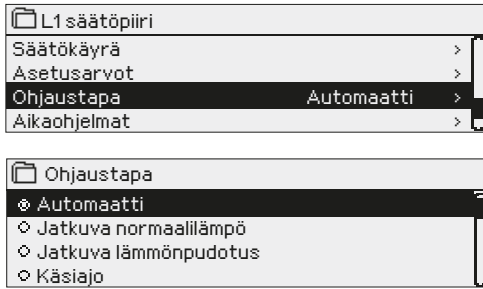 L1 säätöpiiri
Säätökäyrä >
Asetusarvot >
Ohjaustapa Automaatti >
Aikaohjelmat >
Ohjaustapa
Automaatti
Jatkuva normaalilämpö
Jatkuva lämmönpudotus
Käsiajo